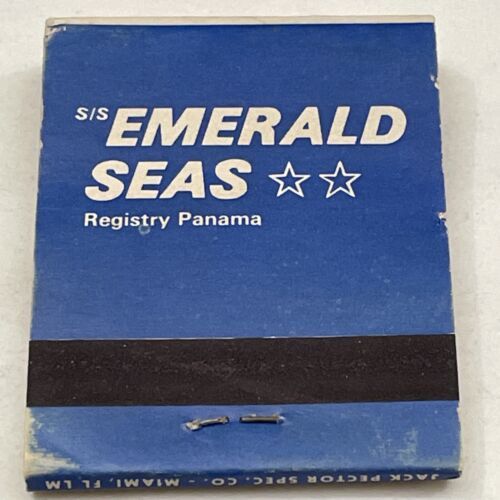 S/S EMERALD
SEAS ☆☆
Registry Panama
JACK PECTOR SPEC. CO. - MIAMI, FL, LM